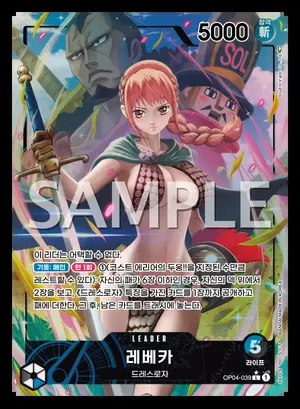 5000
참격
斬
SOL
SAMPLE
이 리더는 어택할 수 없다.
기동: 메인 턴 1회 ①(코스트 에리어의 두웅!!을 지정된 수만큼
레스트할 수 있다): 자신의 패가 6장 이하인 경우, 자신의 덱 위에서
2장을 보고, 《드레스로자》 특징을 가진 카드를 1장까지 공개하고
패에 더한다. 그 후, 남은 카드를 트래시에 놓는다.
LEADER
레베카
드레스로자
5
라이프
OP04-039 L 1